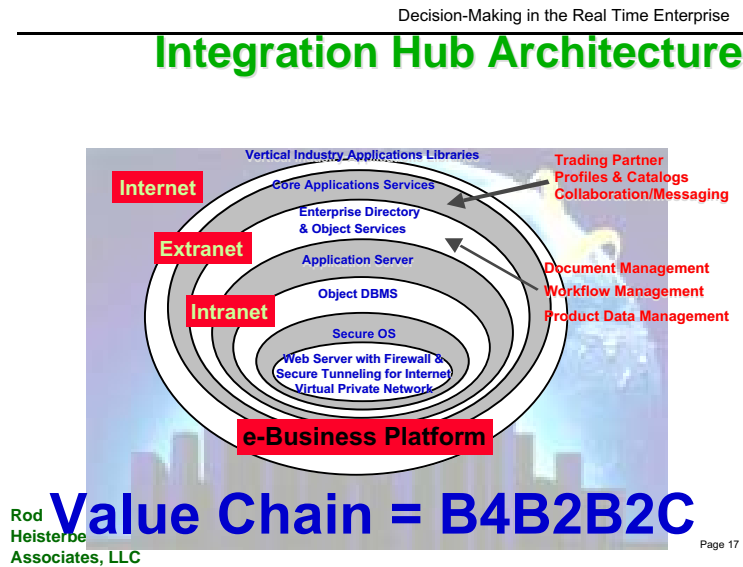 Decision-Making in the Real Time Enterprise
Integration Hub Architecture
Vertical Industry Applications Libraries
Internet
Core Applications Services
Trading Partner
Profiles & Catalogs
Collaboration/Messaging
Enterprise Directory
& Object Services
Extranet
Application Server
Document Management
Workflow Management
Product Data Management
Object DBMS
Intranet
Secure OS
Web Server with Firewall &
Secure Tunneling for Internet
Virtual Private Network
e-Business Platform
Value Chain = B4B2B2C
Rod
Heisterbe
Associates, LLC
Page 17